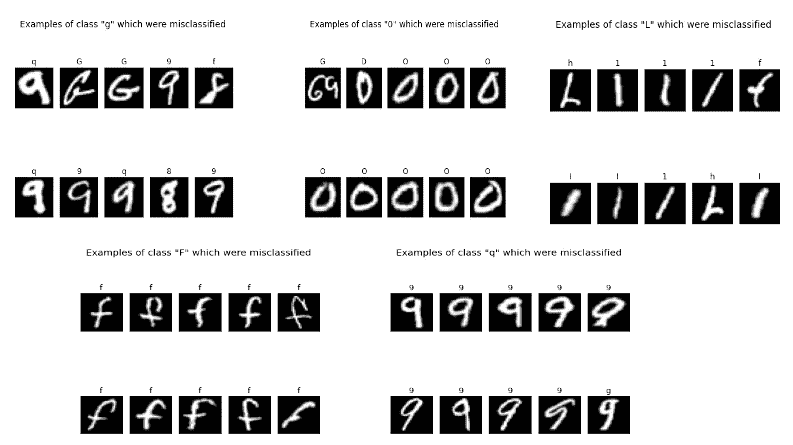 Examples of class "g" which were misclassified
q G G 9 f
q 9 q 8 9
Examples of class "0" which were misclassified
G D O O O
O O O O O
Examples of class "L" which were misclassified
h 1 1 1 f
I I 1 h I
Examples of class "F" which were misclassified
f f f f f
f f f f f
Examples of class "q" which were misclassified
9 9 9 9 9
9 9 9 9 g